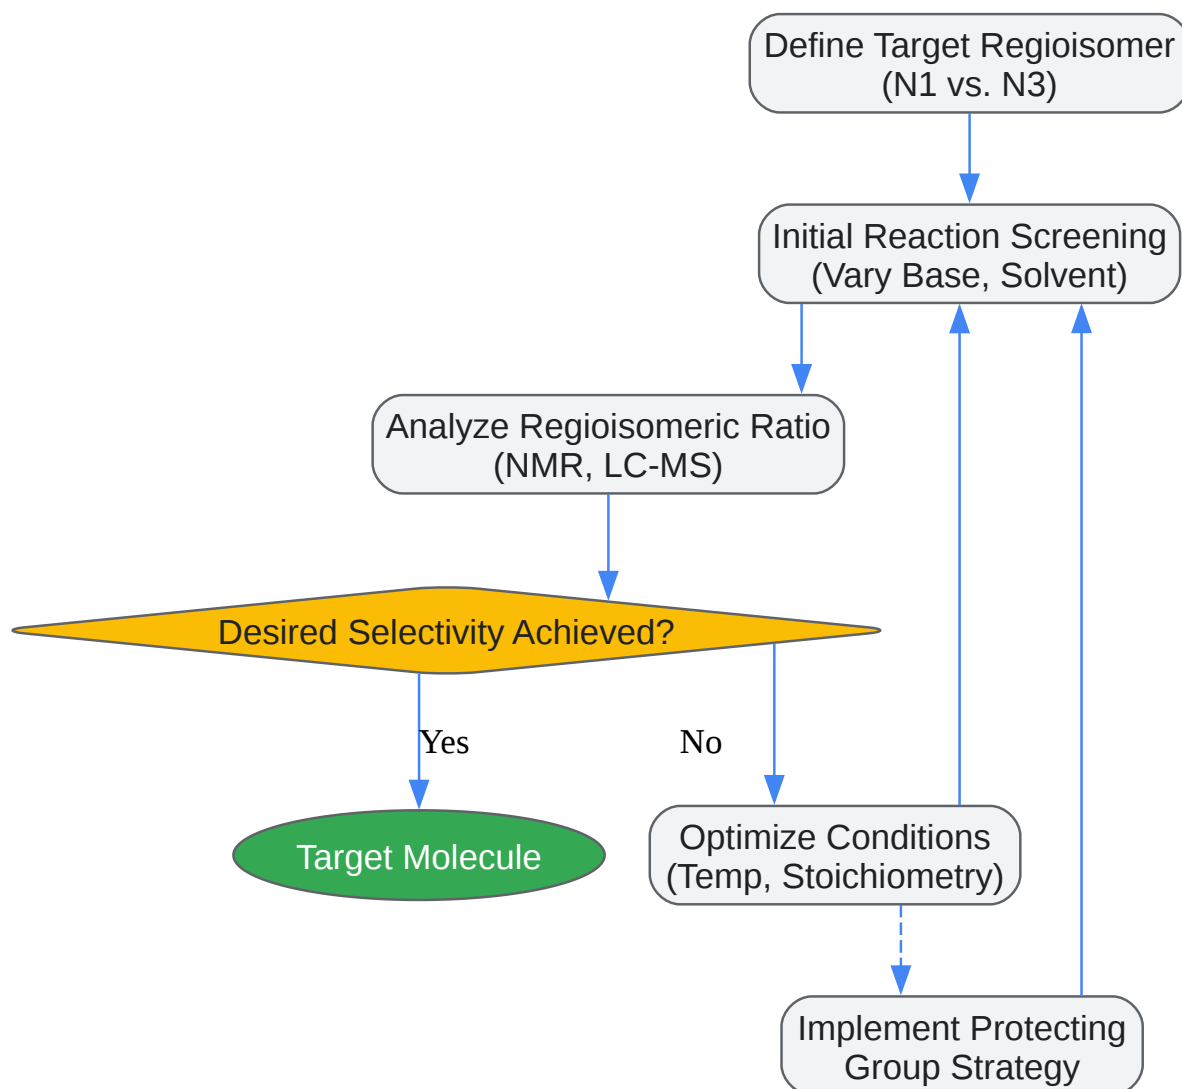 Define Target Regioisomer
(N1 vs. N3)
Initial Reaction Screening
(Vary Base, Solvent)
Analyze Regioisomeric Ratio
(NMR, LC-MS)
Desired Selectivity Achieved?
Yes
No
Target Molecule
Optimize Conditions
(Temp, Stoichiometry)
Implement Protecting
Group Strategy